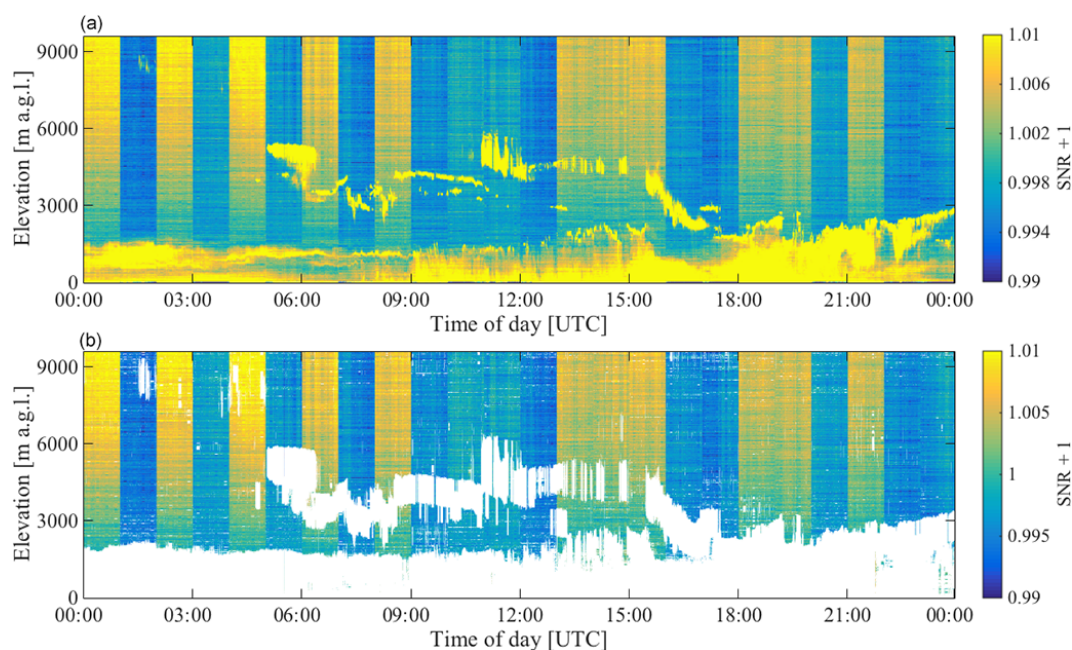 (a)
9000
6000
3000
0
Elevation [m a.g.l.]
00:00 03:00 06:00 09:00 12:00 15:00 18:00 21:00 00:00
Time of day [UTC]
1.01
1.006
1.002
0.998
0.994
0.99
SNR + 1
(b)
9000
6000
3000
0
Elevation [m a.g.l.]
00:00 03:00 06:00 09:00 12:00 15:00 18:00 21:00 00:00
Time of day [UTC]
1.01
1.005
1
0.995
0.99
SNR + 1